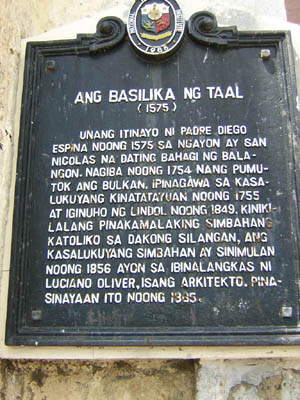 1986
ANG BASILIKA NG TAAL
(1575)
UNANG ITINAYO NI PADRE DIEGO
ESPINA NOONG 1575 SA NGAYON AY SAN
NICOLAS NA DATING BAHAGI NG BALA-
NGON. NAGIBA NOONG 1754 NANG PUMU-
TOK ANG BULKAN. IPINAGAWA SA KASA-
LUKUYANG KINATATAYUAN NOONG 1755
AT IGINUHO NG LINDOL NOONG 1849. KINIKI-
LALANG PINAKAMALAKING SIMBAHANG
KATOLIKO SA DAKONG SILANGAN, ANG
KASALUKUYANG SIMBAHAN AY SINIMULAN
NOONG 1856 AYON SA IBINALANGKAS NI
LUCIANO OLIVER, ISANG ARKITEKTO. PINA-
SINAYAAN ITO NOONG 1865.